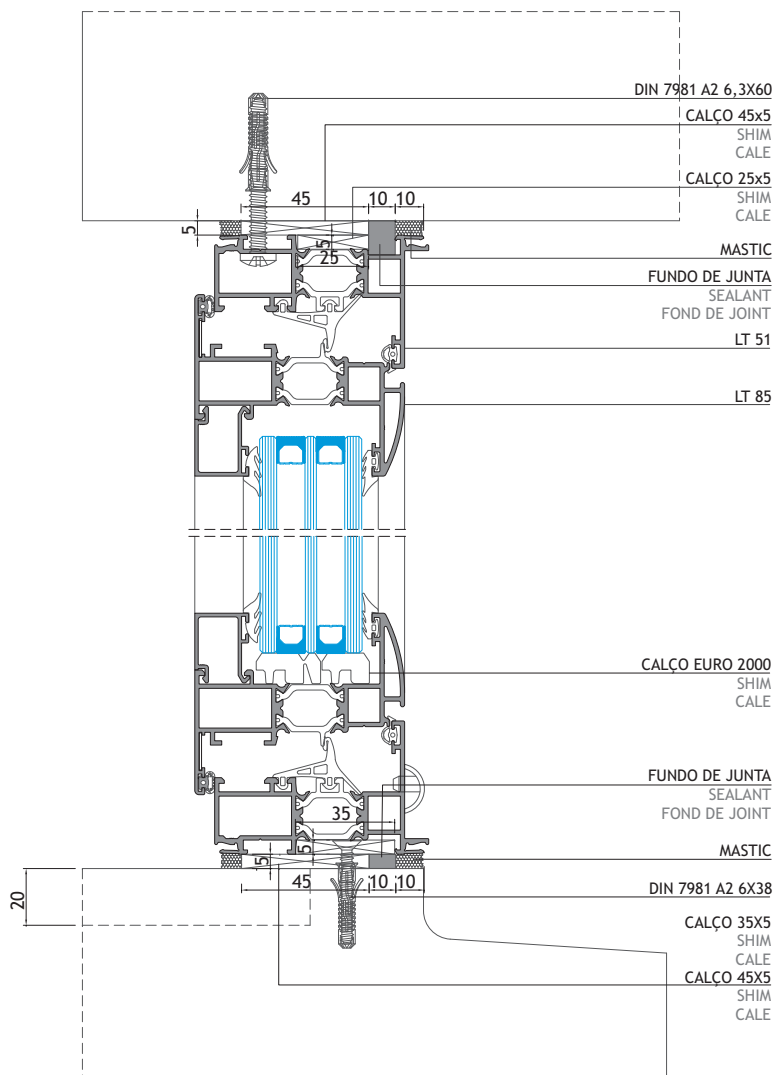 DIN 7981 A2 6,3X60
CALÇO 45x5
SHIM
CALE
CALÇO 25x5
SHIM
CALE
45
10
10
5
5
25
MASTIC
FUNDO DE JUNTA
SEALANT
FOND DE JOINT
LT 51
LT 85
CALÇO EURO 2000
SHIM
CALE
FUNDO DE JUNTA
SEALANT
FOND DE JOINT
35
5
5
MASTIC
45
10
10
DIN 7981 A2 6X38
20
CALÇO 35X5
SHIM
CALE
CALÇO 45X5
SHIM
CALE